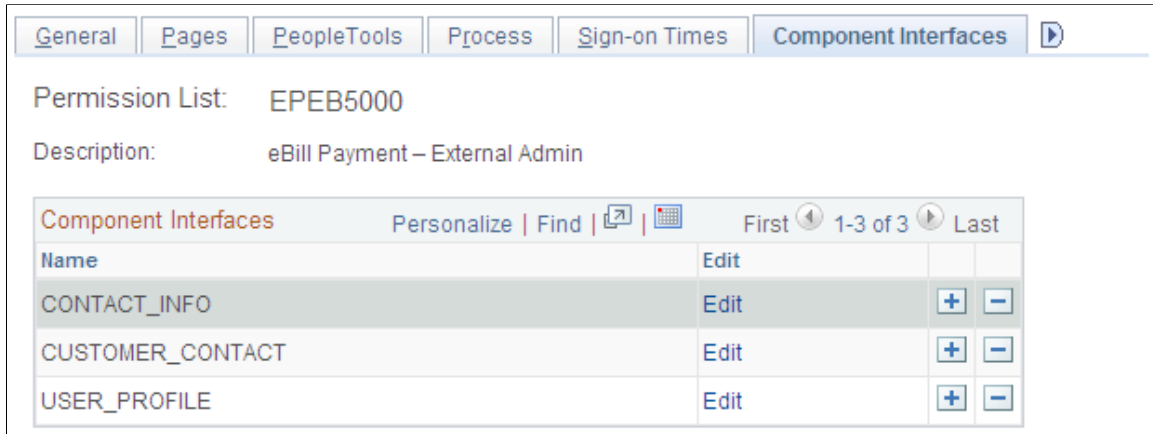 General Pages PeopleTools Process Sign-on Times Component Interfaces
Permission List: EPEB5000
Description: eBill Payment – External Admin
Component Interfaces Personalize | Find | | First 1-3 of 3 Last
Name Edit
CONTACT_INFO Edit
CUSTOMER_CONTACT Edit
USER_PROFILE Edit